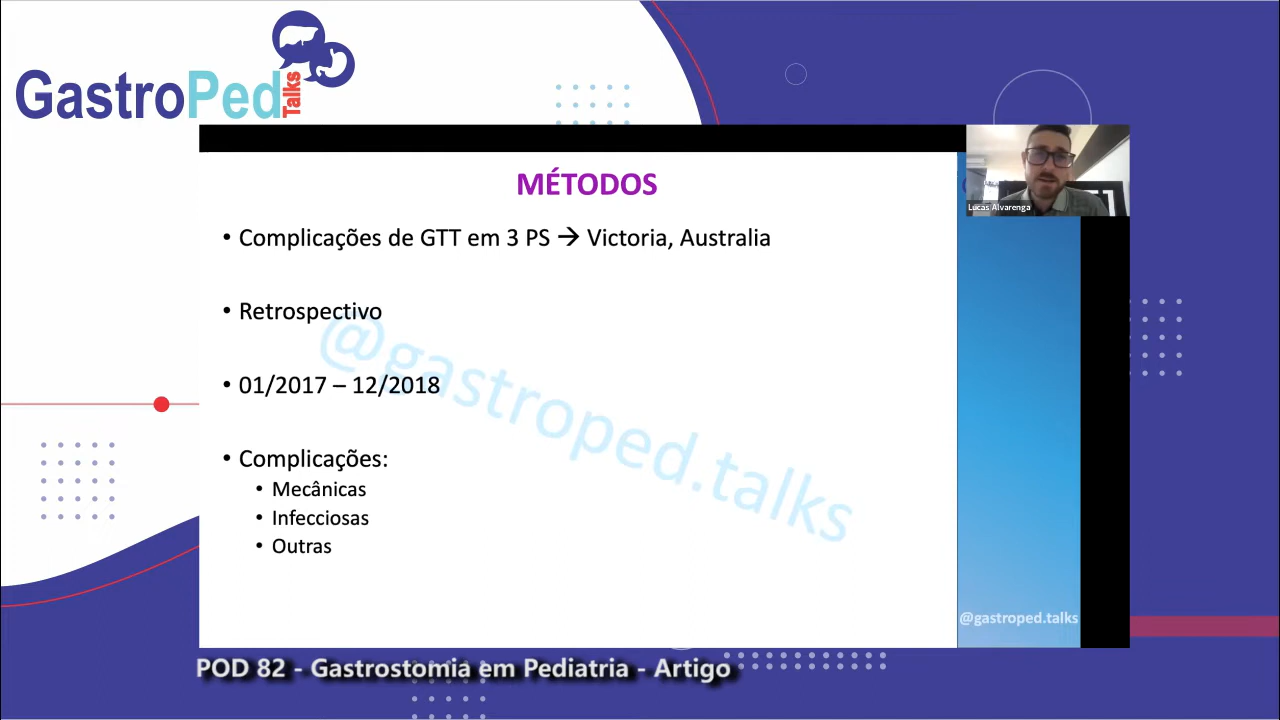 GastroPed
Talks
MÉTODOS
Lucas Alvarenga
• Complicações de GTT em 3 PS → Victoria, Australia
• Retrospectivo
• 01/2017 – 12/2018
• Complicações:
• Mecânicas
• Infecciosas
• Outras
@gastroped.talks
@gastroped.talks
POD 82 - Gastrostomia em Pediatria - Artigo